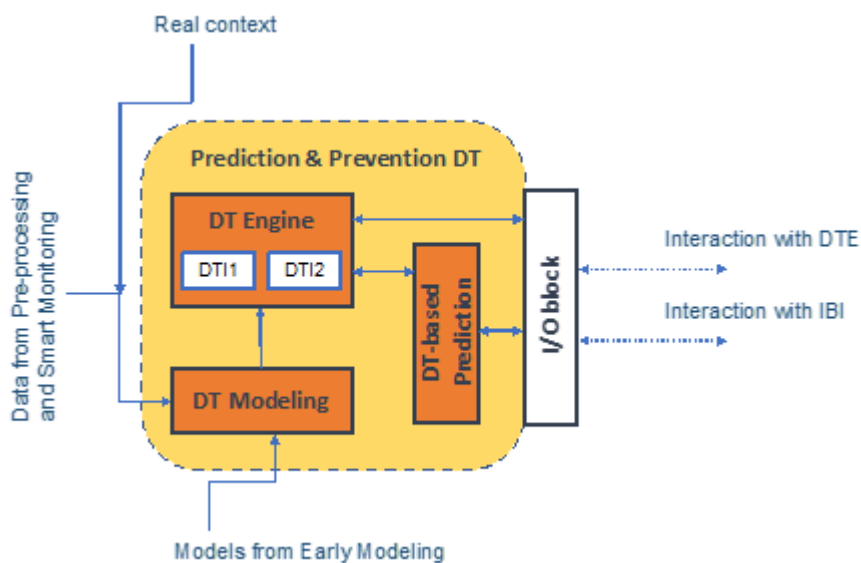 Real context
Prediction & Prevention DT
DT Engine
DTI1
DTI2
Data from Pre-processing
and Smart Monitoring
DT-based
Prediction
I/O block
Interaction with DTE
Interaction with IBI
DT Modeling
Models from Early Modeling